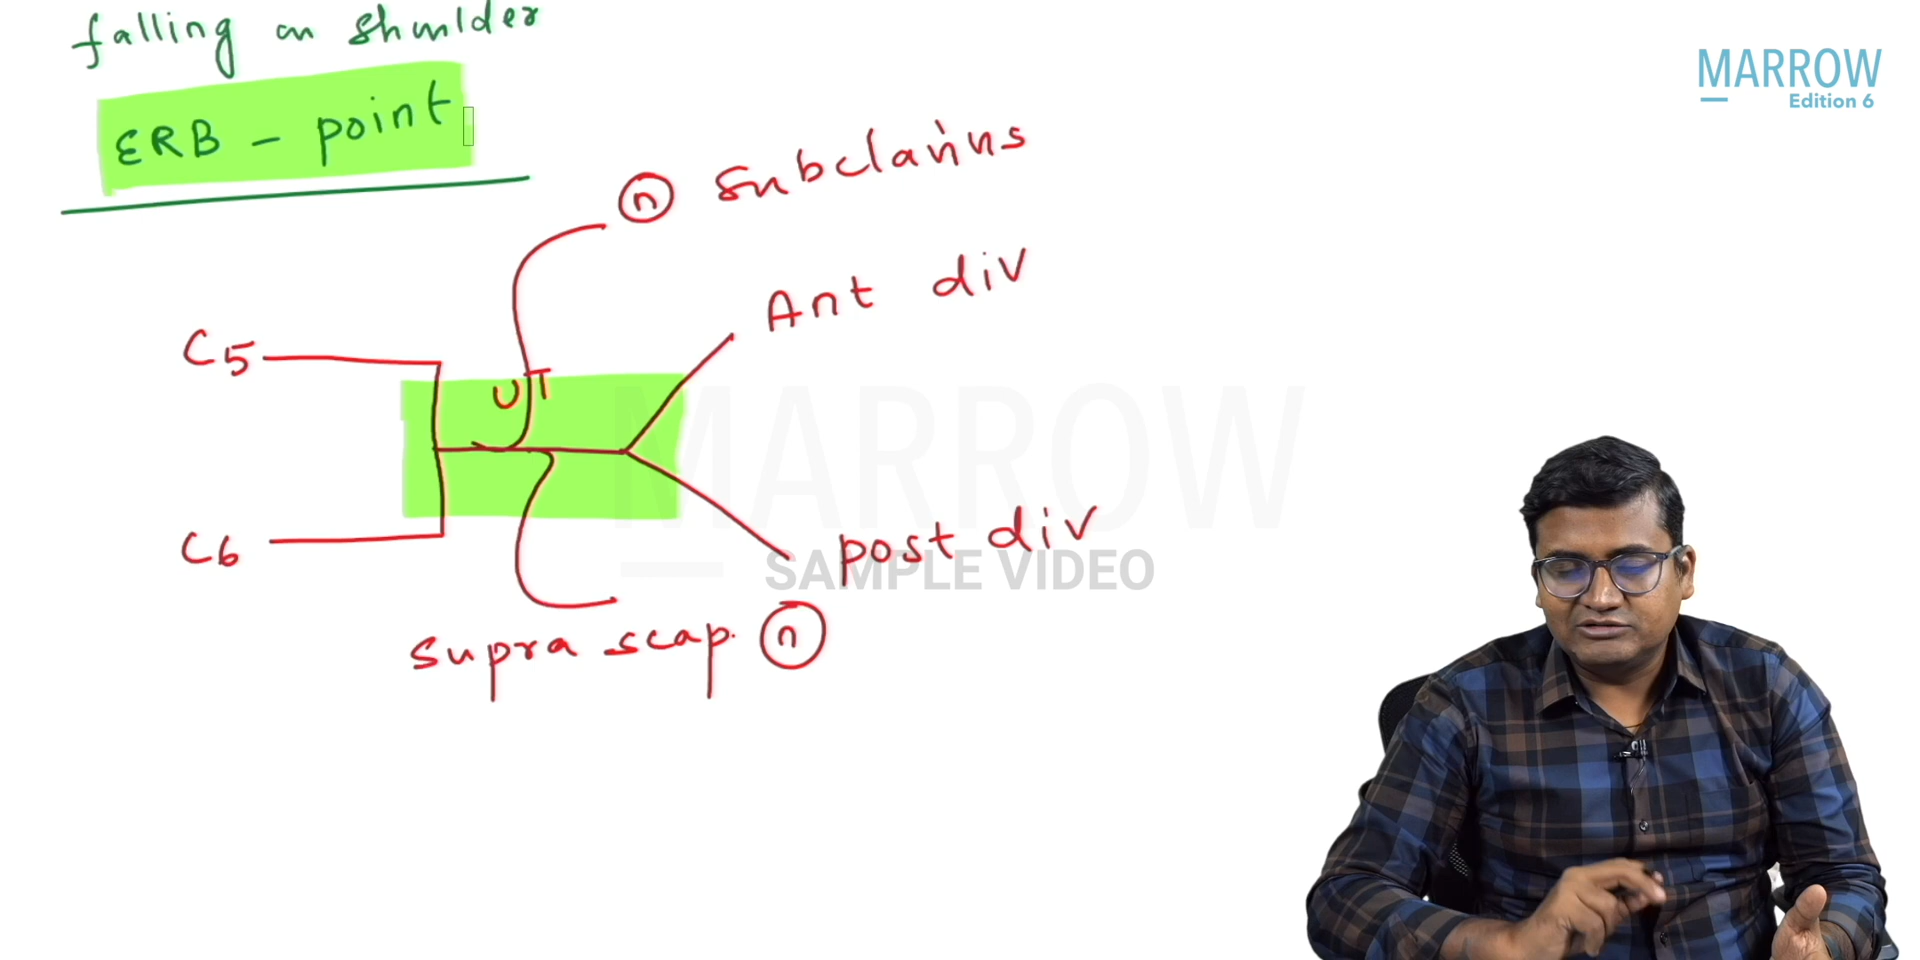 falling on shoulder
ERB - point
MARROW
Edition 6
n subclavius
Ant div
C5
UT
MARROW
C6
post div
SAMPLE VIDEO
supra scap. n